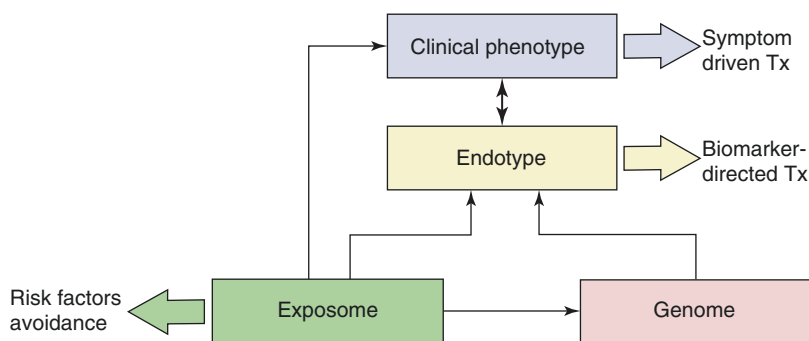 Clinical phenotype
Symptom
driven Tx
Endotype
Biomarker-
directed Tx
Risk factors
avoidance
Exposome
Genome